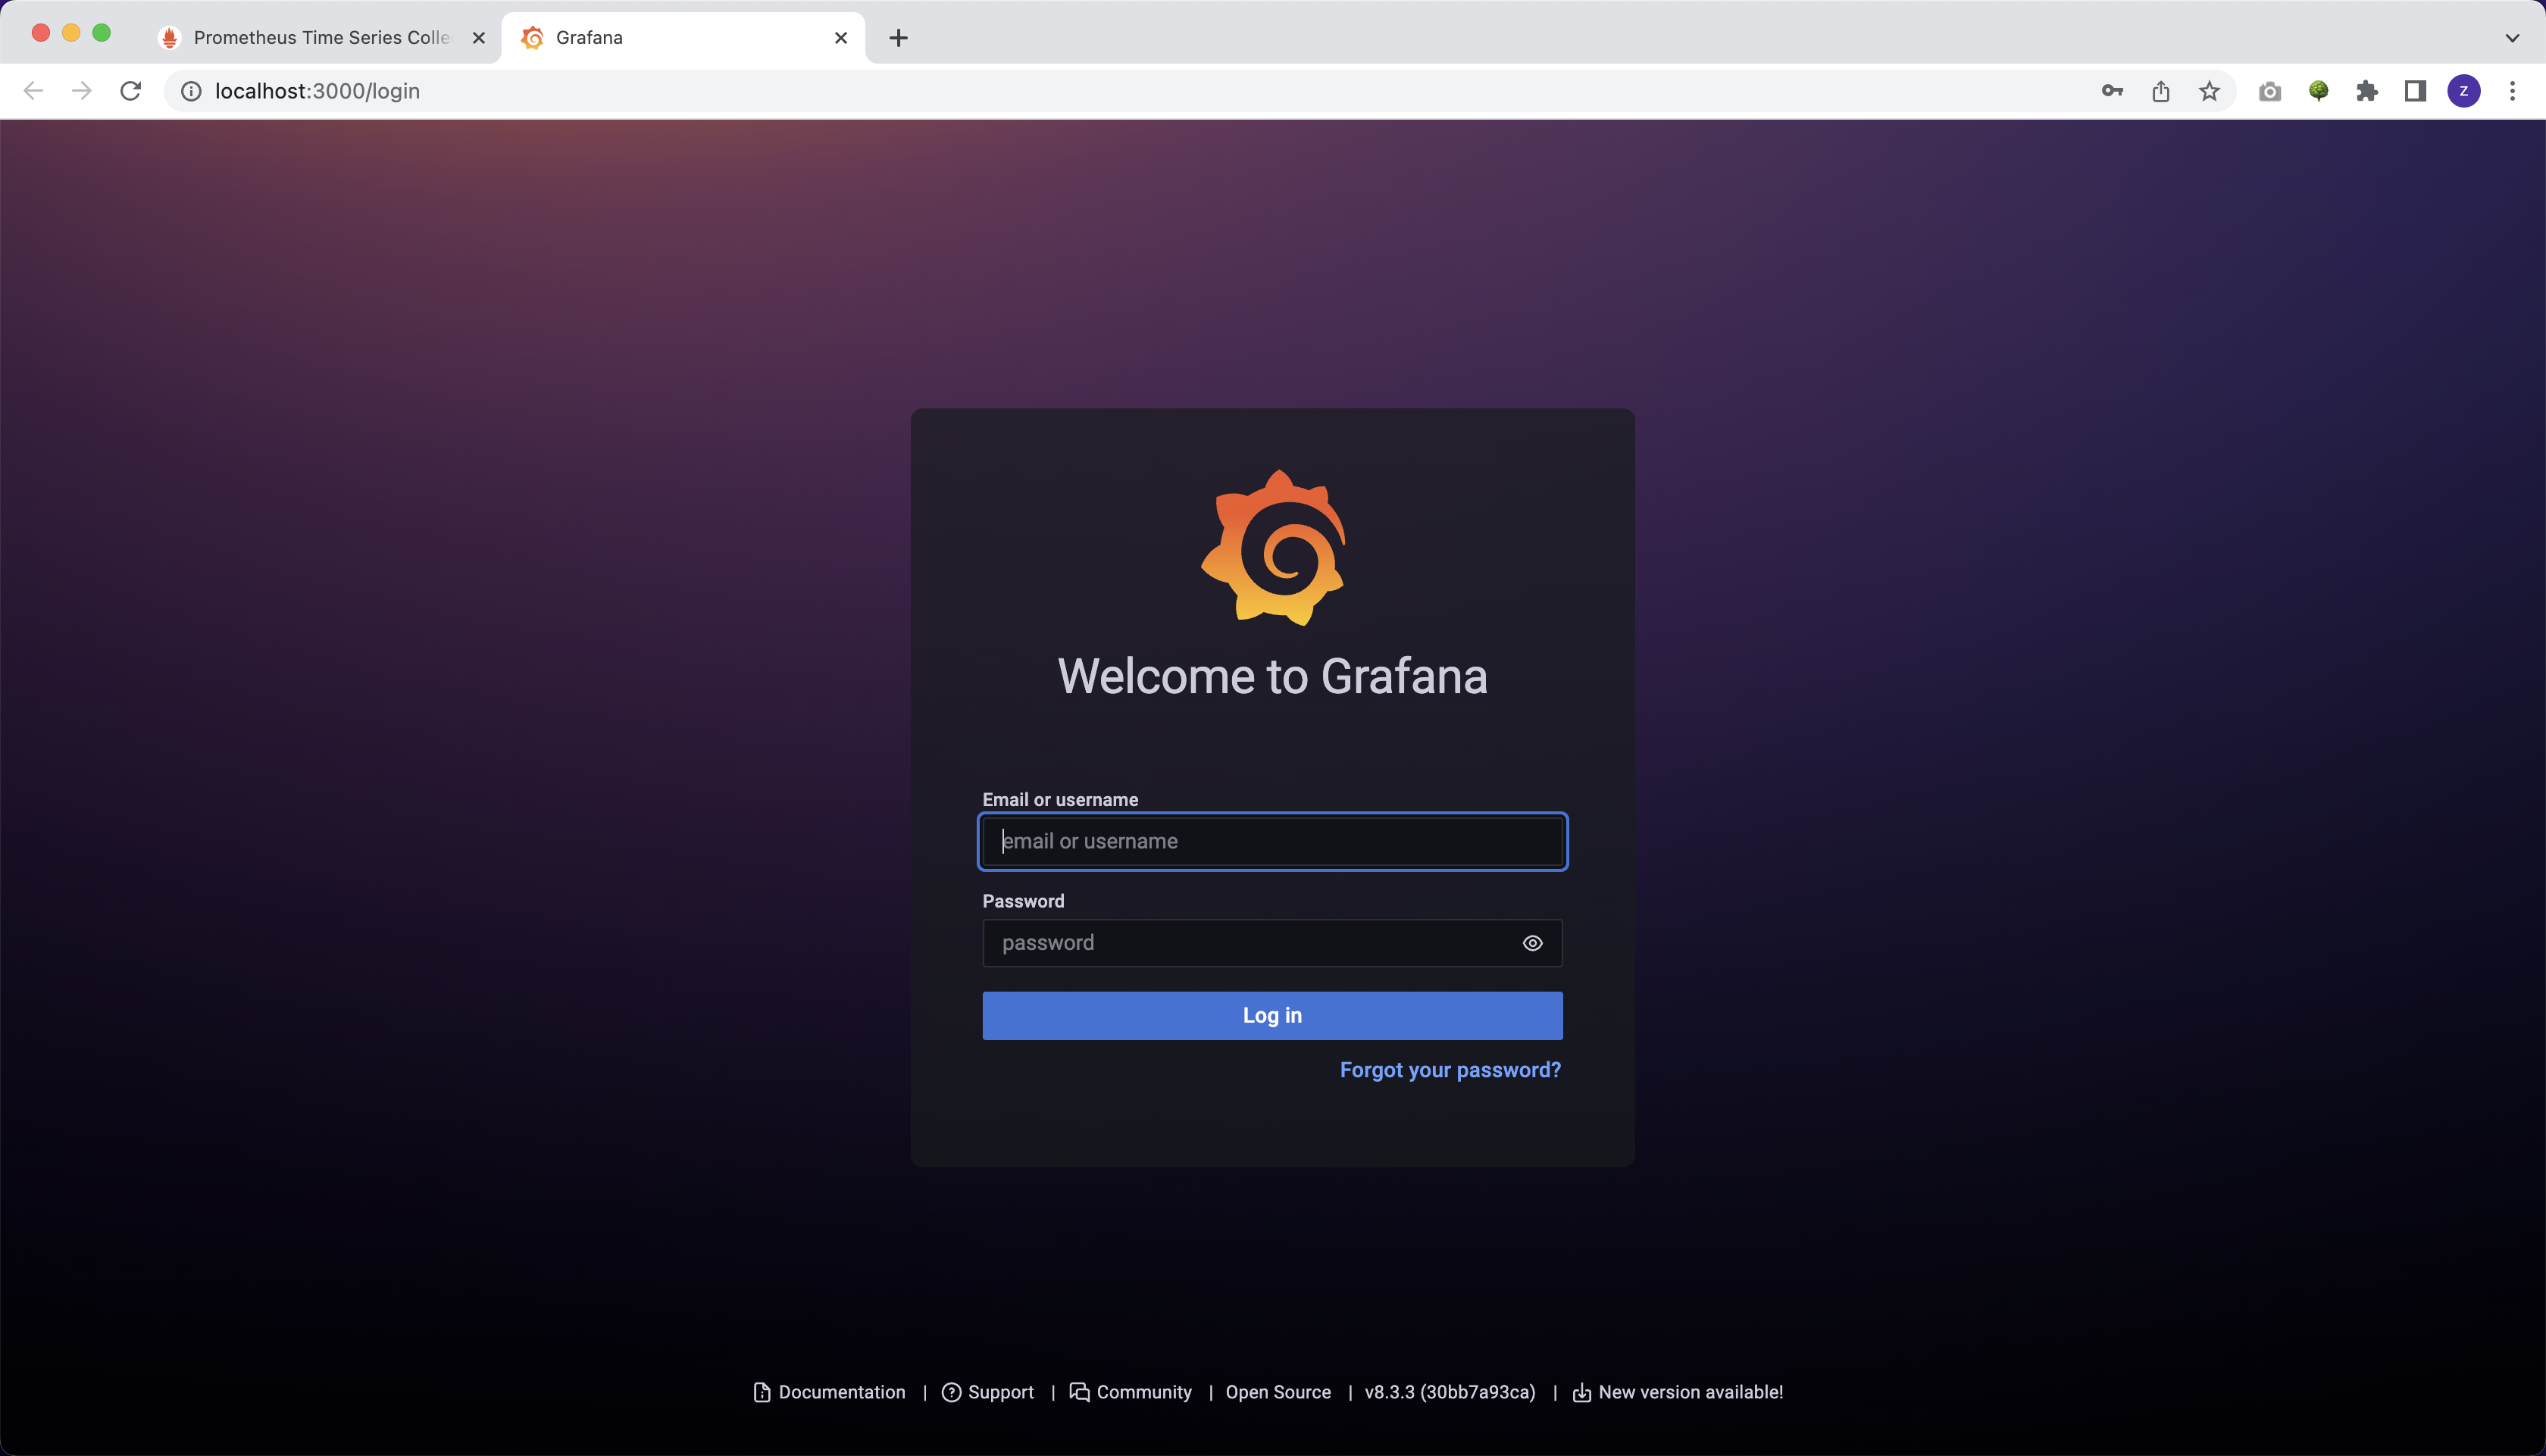 Prometheus Time Series Colle
Grafana
localhost:3000/login
z
Welcome to Grafana
Email or username
email or username
Password
password
Log in
Forgot your password?
Documentation | Support | Community | Open Source | v8.3.3 (30bb7a93ca) | New version available!